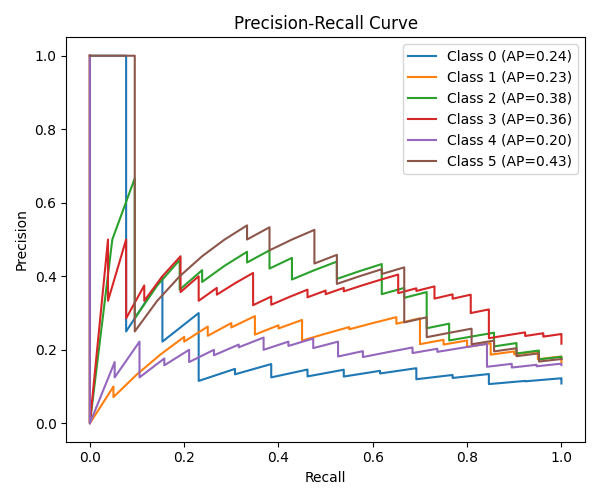 Precision-Recall Curve
1.0
0.8
0.6
0.4
0.2
0.0
Precision
Class 0 (AP=0.24)
Class 1 (AP=0.23)
Class 2 (AP=0.38)
Class 3 (AP=0.36)
Class 4 (AP=0.20)
Class 5 (AP=0.43)
0.0 0.2 0.4 0.6 0.8 1.0
Recall